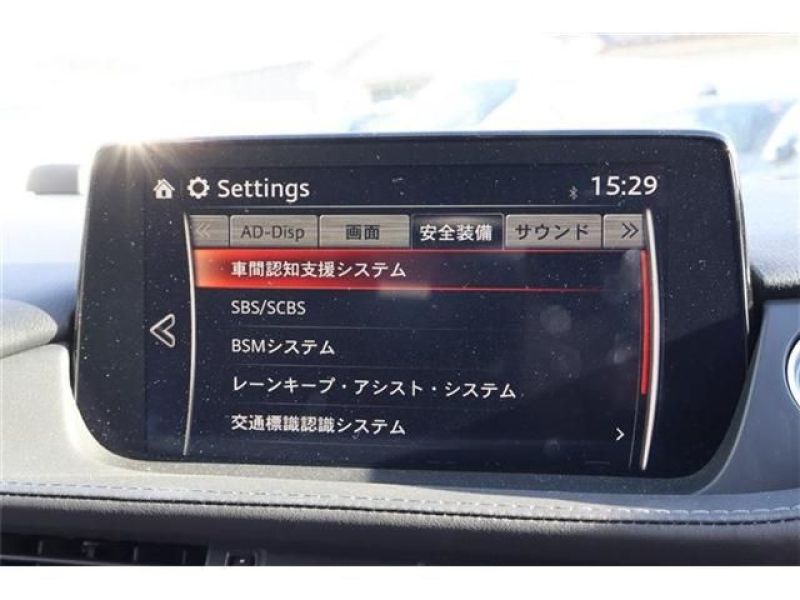 Settings 15:29
AD-Disp 画面 安全装備 サウンド
車間認知支援システム
SBS/SCBS
BSMシステム
レーンキープ・アシスト・システム
交通標識認識システム